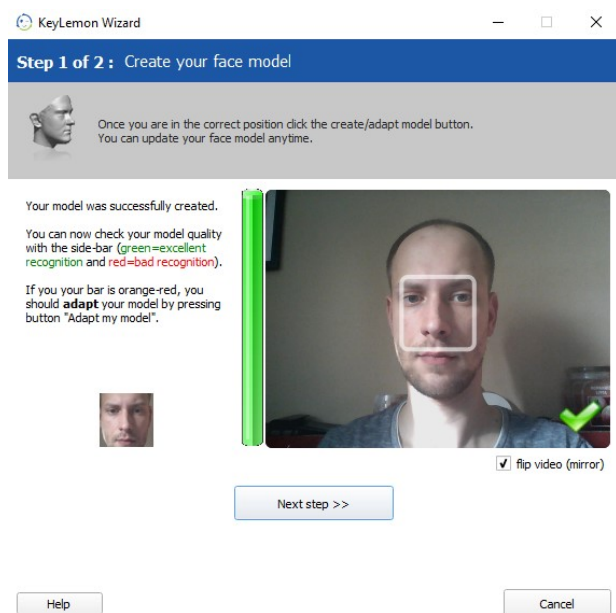 KeyLemon Wizard
Step 1 of 2 : Create your face model
Once you are in the correct position click the create/adapt model button.
You can update your face model anytime.
Your model was successfully created.
You can now check your model quality
with the side-bar (green=excellent
recognition and red=bad recognition).
If you your bar is orange-red, you
should adapt your model by pressing
button "Adapt my model".
flip video (mirror)
Next step >>
Help
Cancel